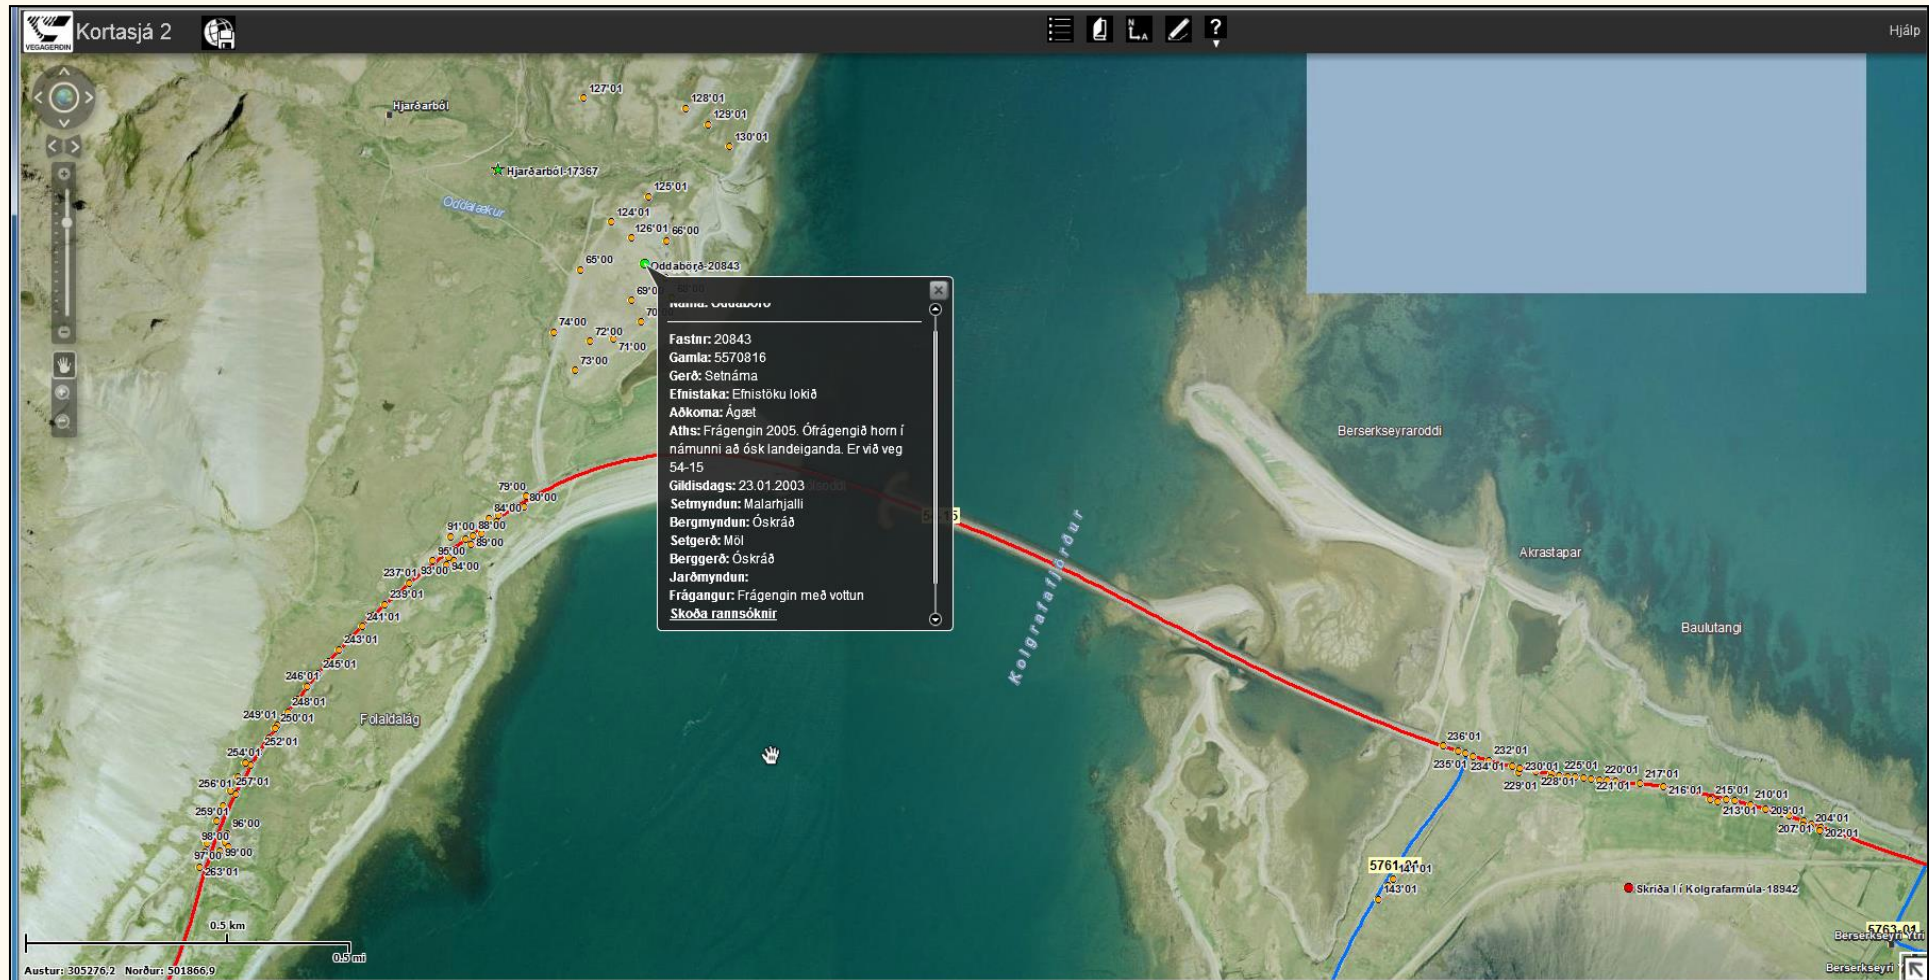 VEGAGERÐIN
Kortasjá 2
N
A
?
Hjálp
127'01
128'01
129'01
130'01
Hjarðarból
Hjarðarból-17367
Oddalækur
125'01
124'01
126'01
66'00
65'00
Oddabörð-20843
69'00
74'00
72'00
71'00
73'00
Náma: Oddabörð
Fastnr: 20843
Gamla: 5570816
Gerð: Setnáma
Efnistaka: Efnistöku lokið
Aðkoma: Ágæt
Aths: Frágengin 2005. Ófrágengið horn í
námunni að ósk landeiganda. Er við veg
54-15
Gildisdags: 23.01.2003
Setmyndun: Malarhjalli
Bergmyndun: Óskráð
Setgerð: Möl
Berggerð: Óskráð
Jarðmyndun:
Frágangur: Frágengin með vottun
Skoða rannsóknir
Berserkseyraroddi
Akrastapar
Baulutangi
Kolgrafafjörður
79'00
80'00
84'00
91'00 88'00
89'00
95'00
93'00 94'00
237'01
239'01
241'01
243'01
245'01
246'01
248'01
249'01 250'01
252'01
254'01
256'01 257'01
259'01
96'00
98'00
97'00 99'00
263'01
Folaldalág
236'01
235'01 234'01
232'01
230'01 225'01 220'01 217'01
229'01 228'01 221'01
216'01 215'01 210'01
213'01 209'01 204'01
207'01 202'01
5761-01
141'01
143'01
Skriða I í Kolgrafarmúla-18942
5763-01
Berserkseyri Ytri
Berserkseyri
0.5 km
0.5 mi
Austur: 305276,2 Norður: 501866,9